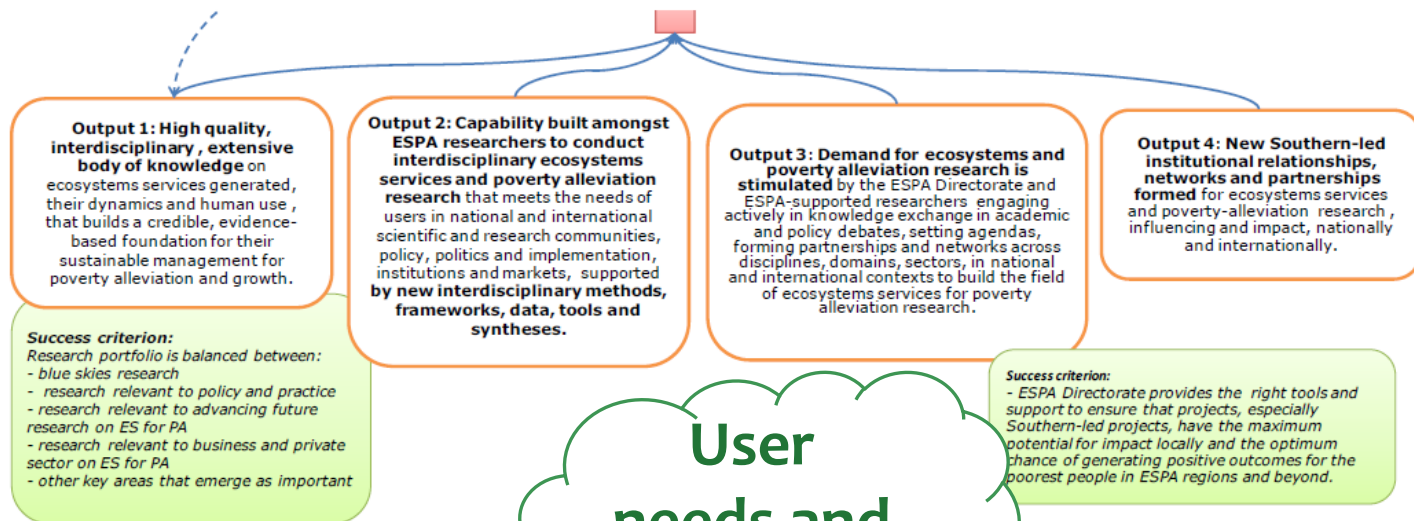 Output 1: High quality,
interdisciplinary , extensive
body of knowledge on
ecosystems services generated,
their dynamics and human use ,
that builds a credible, evidence-
based foundation for their
sustainable management for
poverty alleviation and growth.
Success criterion:
Research portfolio is balanced between:
- blue skies research
- research relevant to policy and practice
- research relevant to advancing future
research on ES for PA
- research relevant to business and private
sector on ES for PA
- other key areas that emerge as important
Output 2: Capability built amongst
ESPA researchers to conduct
interdisciplinary ecosystems
services and poverty alleviation
research that meets the needs of
users in national and international
scientific and research communities,
policy, politics and implementation,
institutions and markets, supported
by new interdisciplinary methods,
frameworks, data, tools and
syntheses.
Output 3: Demand for ecosystems and
poverty alleviation research is
stimulated by the ESPA Directorate and
ESPA-supported researchers engaging
actively in knowledge exchange in academic
and policy debates, setting agendas,
forming partnerships and networks across
disciplines, domains, sectors, in national
and international contexts to build the field
of ecosystems services for poverty
alleviation research.
Output 4: New Southern-led
institutional relationships,
networks and partnerships
formed for ecosystems services
and poverty-alleviation research ,
influencing and impact, nationally
and internationally.
Success criterion:
- ESPA Directorate provides the right tools and
support to ensure that projects, especially
Southern-led projects, have the maximum
potential for impact locally and the optimum
chance of generating positive outcomes for the
poorest people in ESPA regions and beyond.
User
needs and